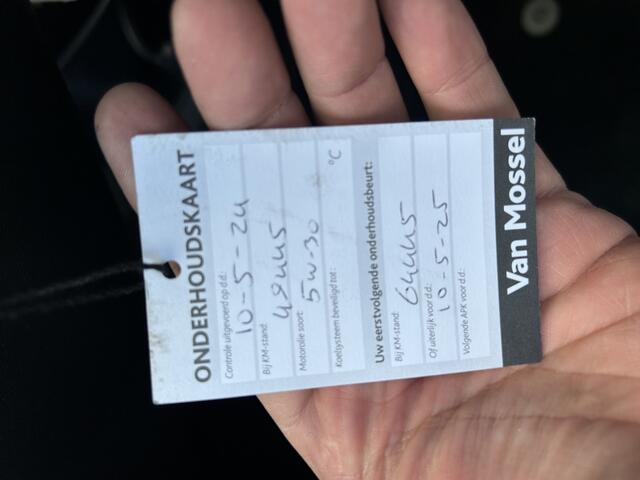 ONDERHOUDSKAART
Controle uitgevoerd op d.d.: 10-5-24
Bij KM-stand: 49445
Motorolie soort: 5W-30
Koelsysteem beveiligd tot: °C
Uw eerstvolgende onderhoudsbeurt:
Bij KM-stand: 64445
Of uiterlijk voor d.d.: 10-5-25
Volgende APK voor d.d.:
Van Mossel